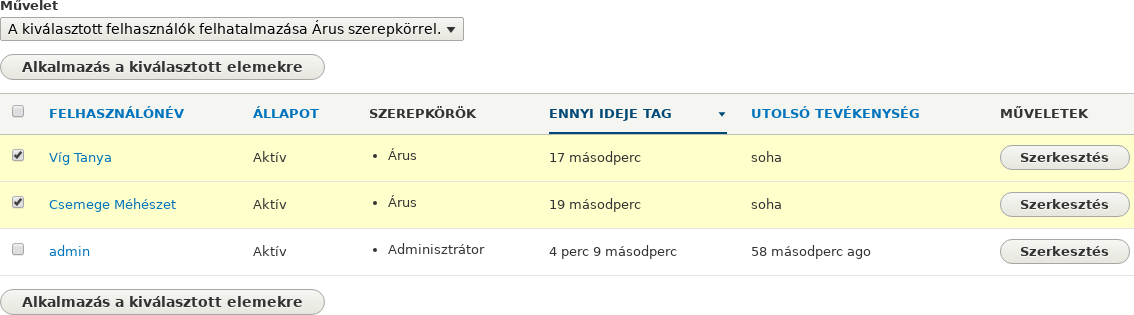 Művelet
A kiválasztott felhasználók felhatalmazása Árus szerepkörrel.
Alkalmazás a kiválasztott elemekre
FELHASZNÁLÓNÉV ÁLLAPOT SZEREPKÖRÖK ENNYI IDEJE TAG UTOLSÓ TEVÉKENYSÉG MŰVELETEK
Víg Tanya Aktív • Árus 17 másodperc soha Szerkesztés
Csemege Méhészet Aktív • Árus 19 másodperc soha Szerkesztés
admin Aktív • Adminisztrátor 4 perc 9 másodperc 58 másodperc ago Szerkesztés
Alkalmazás a kiválasztott elemekre